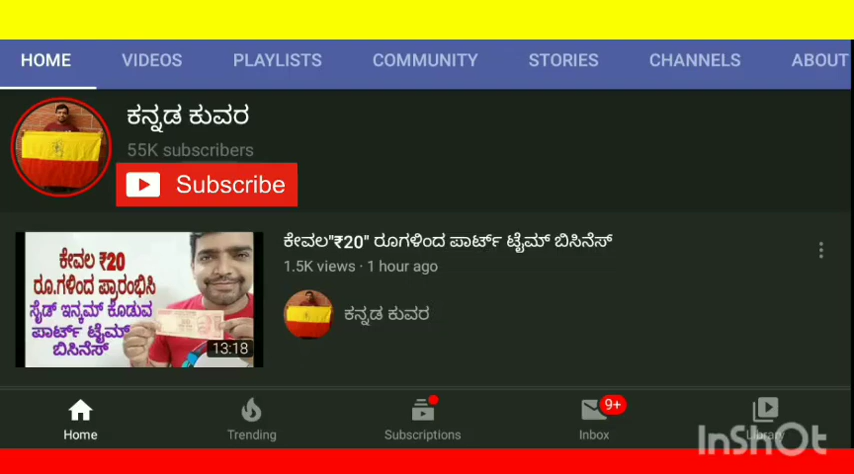 HOME VIDEOS PLAYLISTS COMMUNITY STORIES CHANNELS ABOUT
ಕನ್ನಡ ಕುವರ
55K subscribers
Subscribe
ಕೇವಲ"₹20" ರೂಗಳಿಂದ ಪಾರ್ಟ್ ಟೈಮ್ ಬಿಸಿನೆಸ್
1.5K views · 1 hour ago
ಕನ್ನಡ ಕುವರ
ಕೇವಲ ₹20
ರೂ.ಗಳಿಂದ ಪ್ರಾರಂಭಿಸಿ
ಸೈಡ್ ಇನ್ಕಮ್ ಕೊಡುವ
ಪಾರ್ಟ್ ಟೈಮ್
ಬಿಸಿನೆಸ್
13:18
9+
Home Trending Subscriptions Inbox Library
InShOt